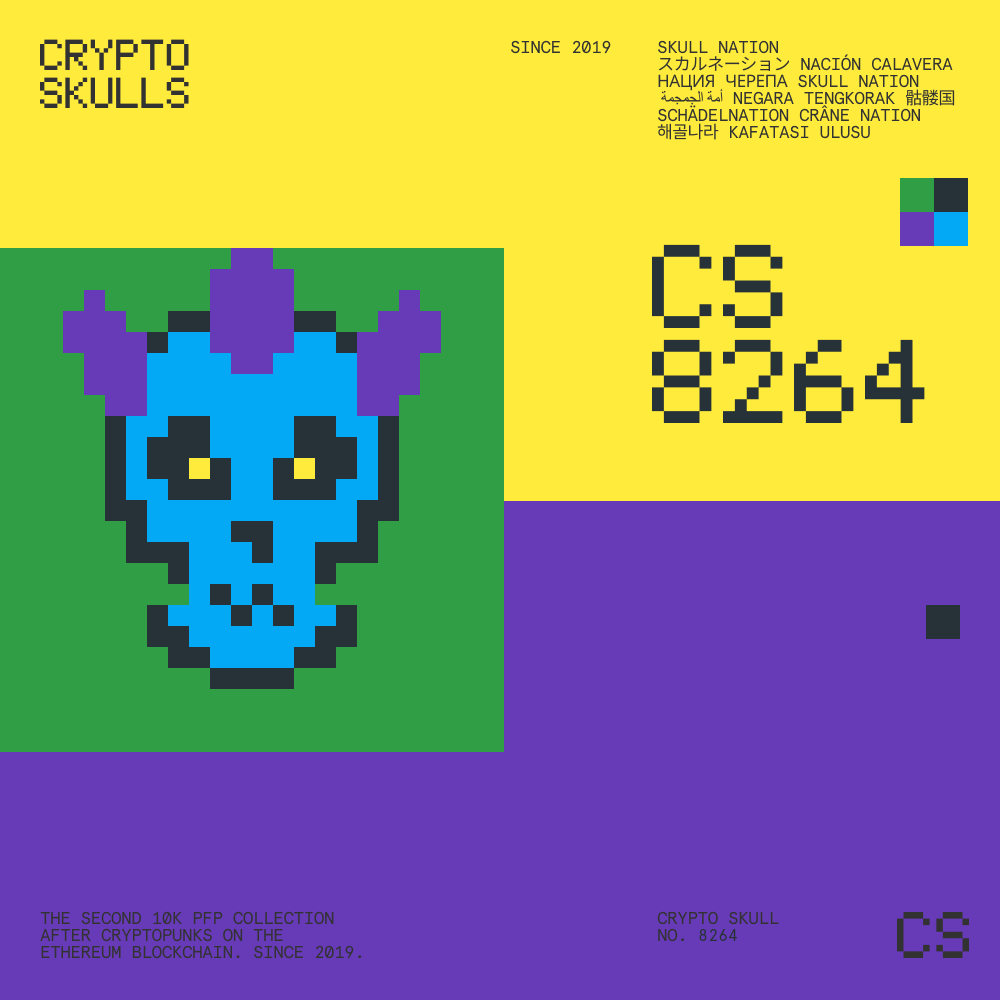 CRYPTO
SKULLS
SINCE 2019
SKULL NATION
スカルネーション NACIÓN CALAVERA
НАЦИЯ ЧЕРЕПА SKULL NATION
أمة الجمجمة NEGARA TENGKORAK 骷髅国
SCHÄDELNATION CRÂNE NATION
해골나라 KAFATASI ULUSU
CS
8264
THE SECOND 10K PFP COLLECTION
AFTER CRYPTOPUNKS ON THE
ETHEREUM BLOCKCHAIN. SINCE 2019.
CRYPTO SKULL
NO. 8264
CS